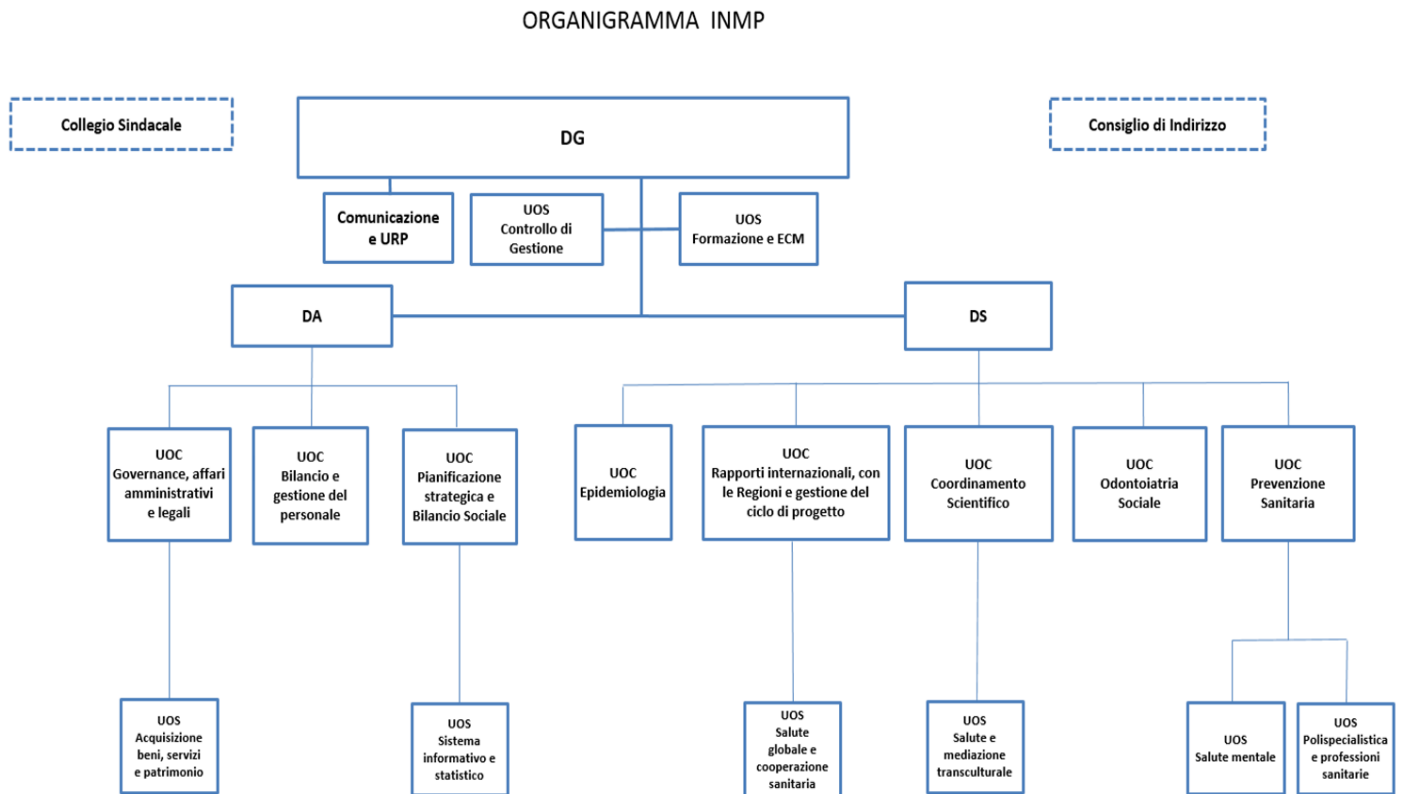 ORGANIGRAMMA INMP
Collegio Sindacale
DG
Consiglio di Indirizzo
Comunicazione
e URP
UOS
Controllo di
Gestione
UOS
Formazione e ECM
DA
DS
UOC
Governance, affari
amministrativi
e legali
UOC
Bilancio e
gestione del
personale
UOC
Pianificazione
strategica e
Bilancio Sociale
UOC
Epidemiologia
UOC
Rapporti internazionali, con
le Regioni e gestione del
ciclo di progetto
UOC
Coordinamento
Scientifico
UOC
Odontoiatria
Sociale
UOC
Prevenzione
Sanitaria
UOS
Acquisizione
beni, servizi
e patrimonio
UOS
Sistema
informativo e
statistico
UOS
Salute
globale e
cooperazione
sanitaria
UOS
Salute e
mediazione
transculturale
UOS
Salute mentale
UOS
Polispecialistica
e professioni
sanitarie